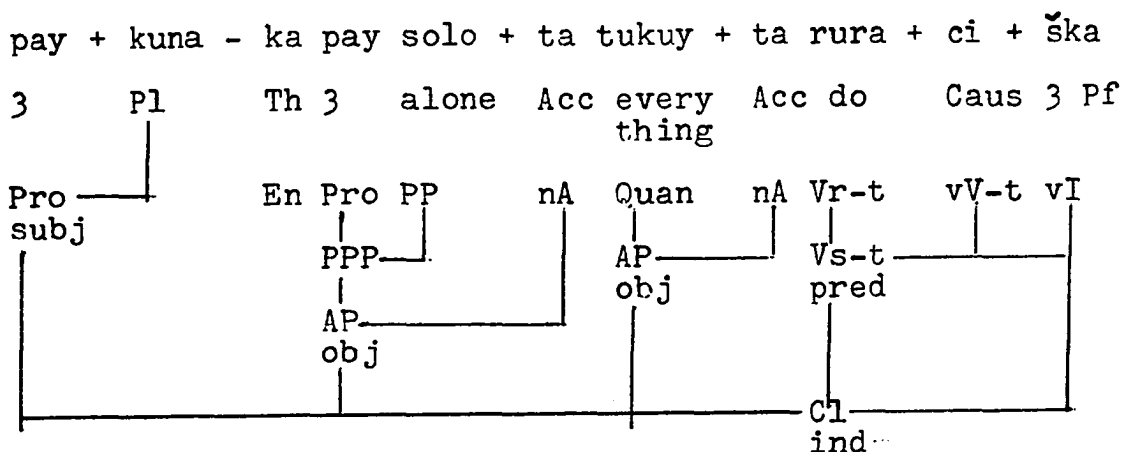 pay + kuna - ka pay solo + ta tukuy + ta rura + ci + ška
3 Pl Th 3 alone Acc every Acc do Caus 3 Pf
thing
Pro En Pro PP nA Quan nA Vr-t vV-t vI
subj
PPP AP Vs-t
obj pred
AP
obj
Cl
ind